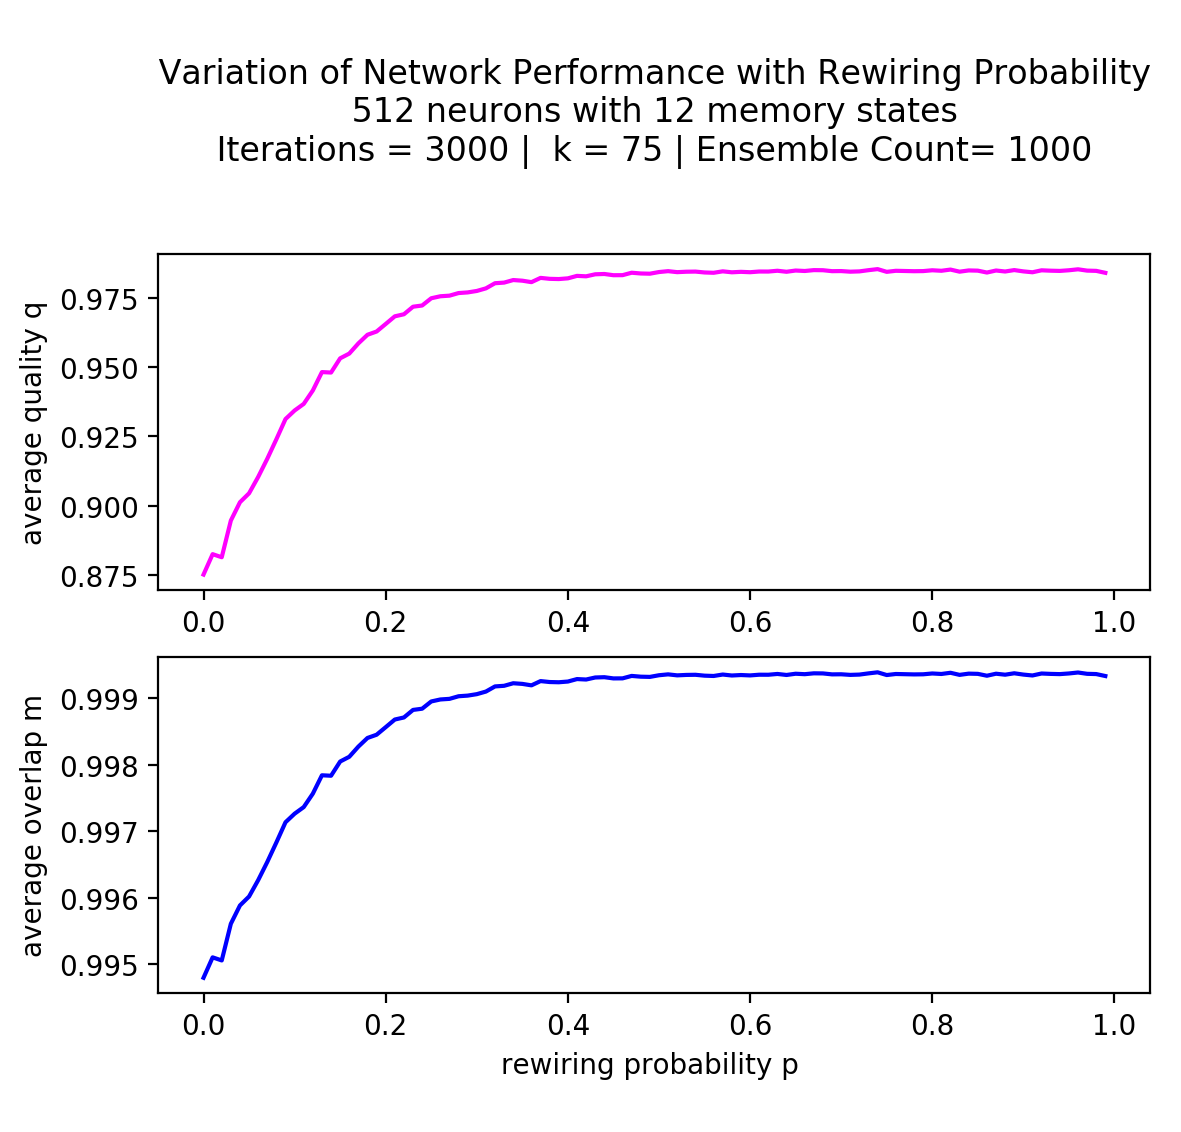 Variation of Network Performance with Rewiring Probability
512 neurons with 12 memory states
Iterations = 3000 |  k = 75 | Ensemble Count= 1000
average quality q
0.975
0.950
0.925
0.900
0.875
0.0 0.2 0.4 0.6 0.8 1.0
average overlap m
0.999
0.998
0.997
0.996
0.995
0.0 0.2 0.4 0.6 0.8 1.0
rewiring probability p